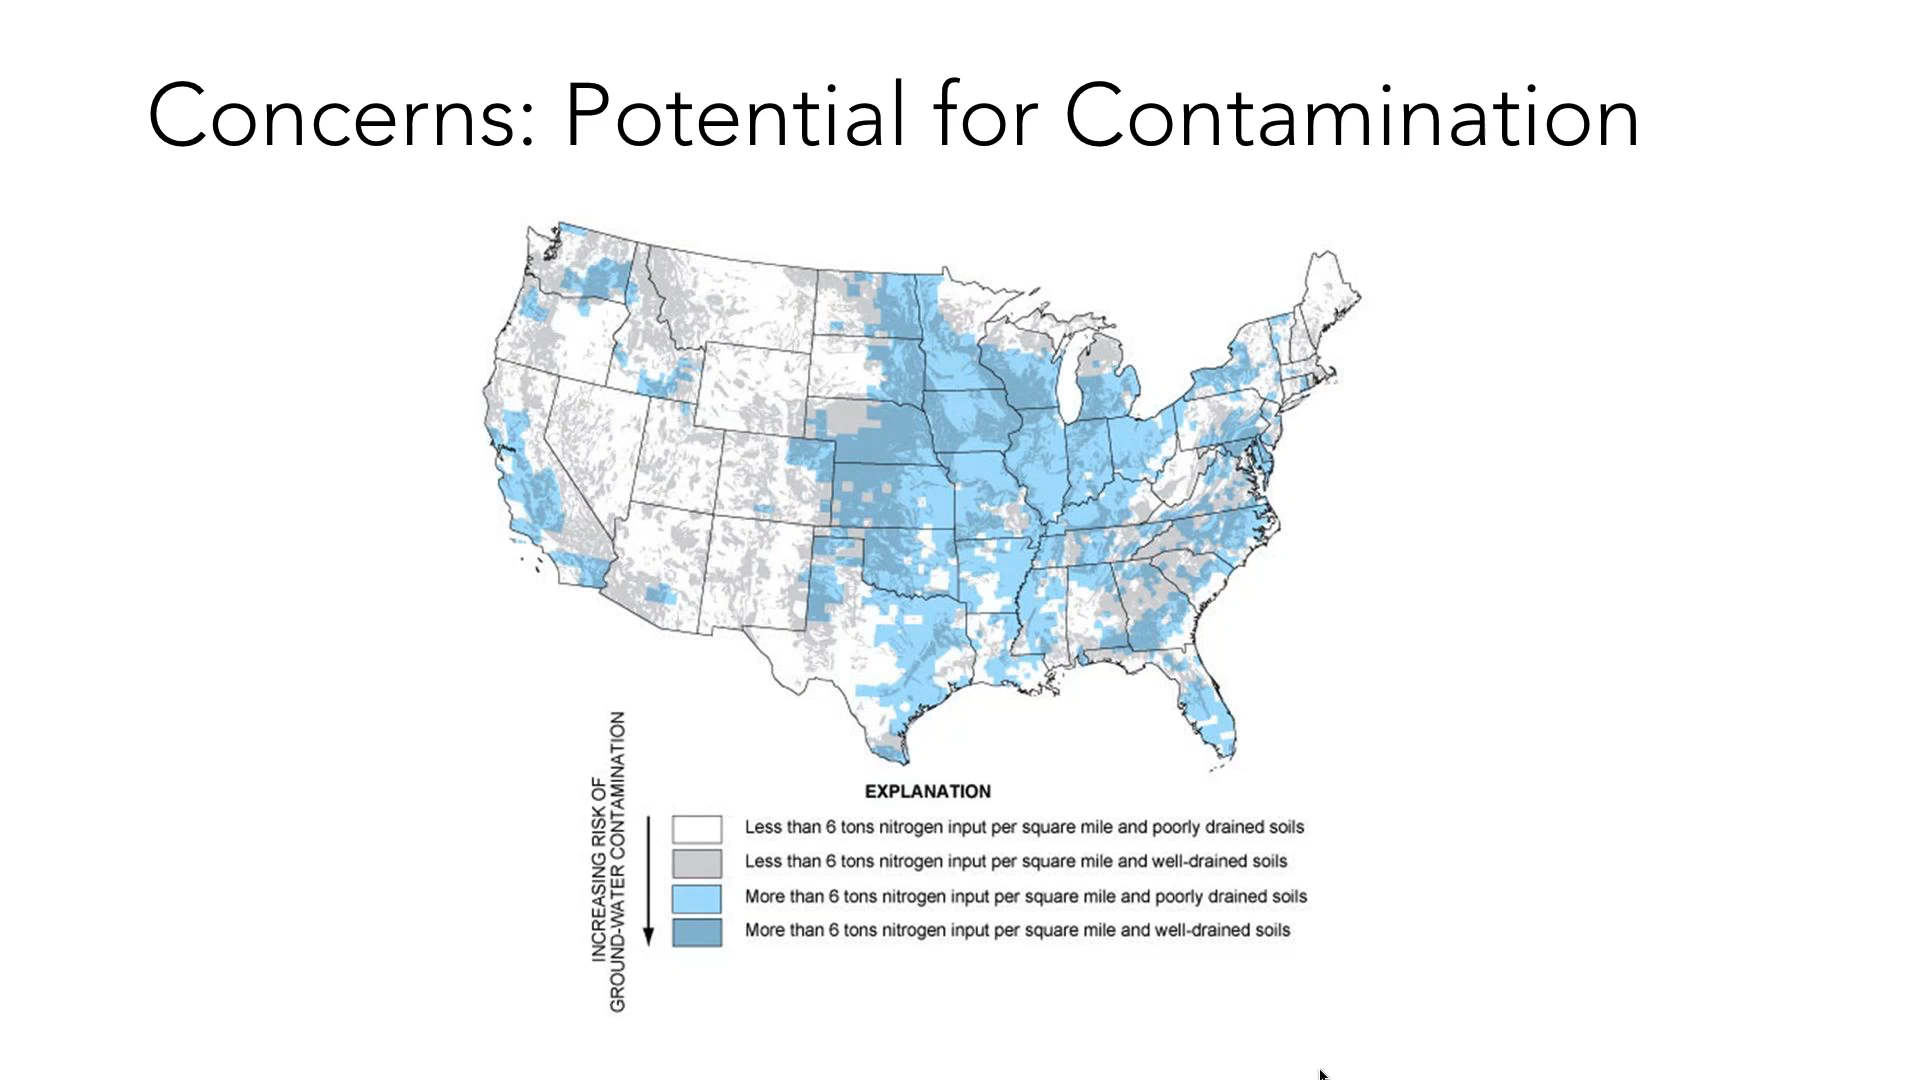 Concerns: Potential for Contamination
INCREASING RISK OF
GROUND-WATER CONTAMINATION
EXPLANATION
Less than 6 tons nitrogen input per square mile and poorly drained soils
Less than 6 tons nitrogen input per square mile and well-drained soils
More than 6 tons nitrogen input per square mile and poorly drained soils
More than 6 tons nitrogen input per square mile and well-drained soils